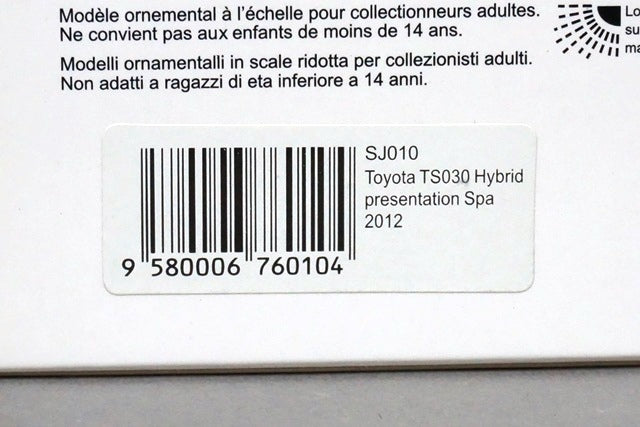 Modèle ornemental à l'échelle pour collectionneurs adultes.
Ne convient pas aux enfants de moins de 14 ans.
Modelli ornamentalli in scale ridotta per collezionisti adulti.
Non adatti a ragazzi di eta inferiore a 14 anni.
SJ010
Toyota TS030 Hybrid
presentation Spa
2012
9 580006 760104